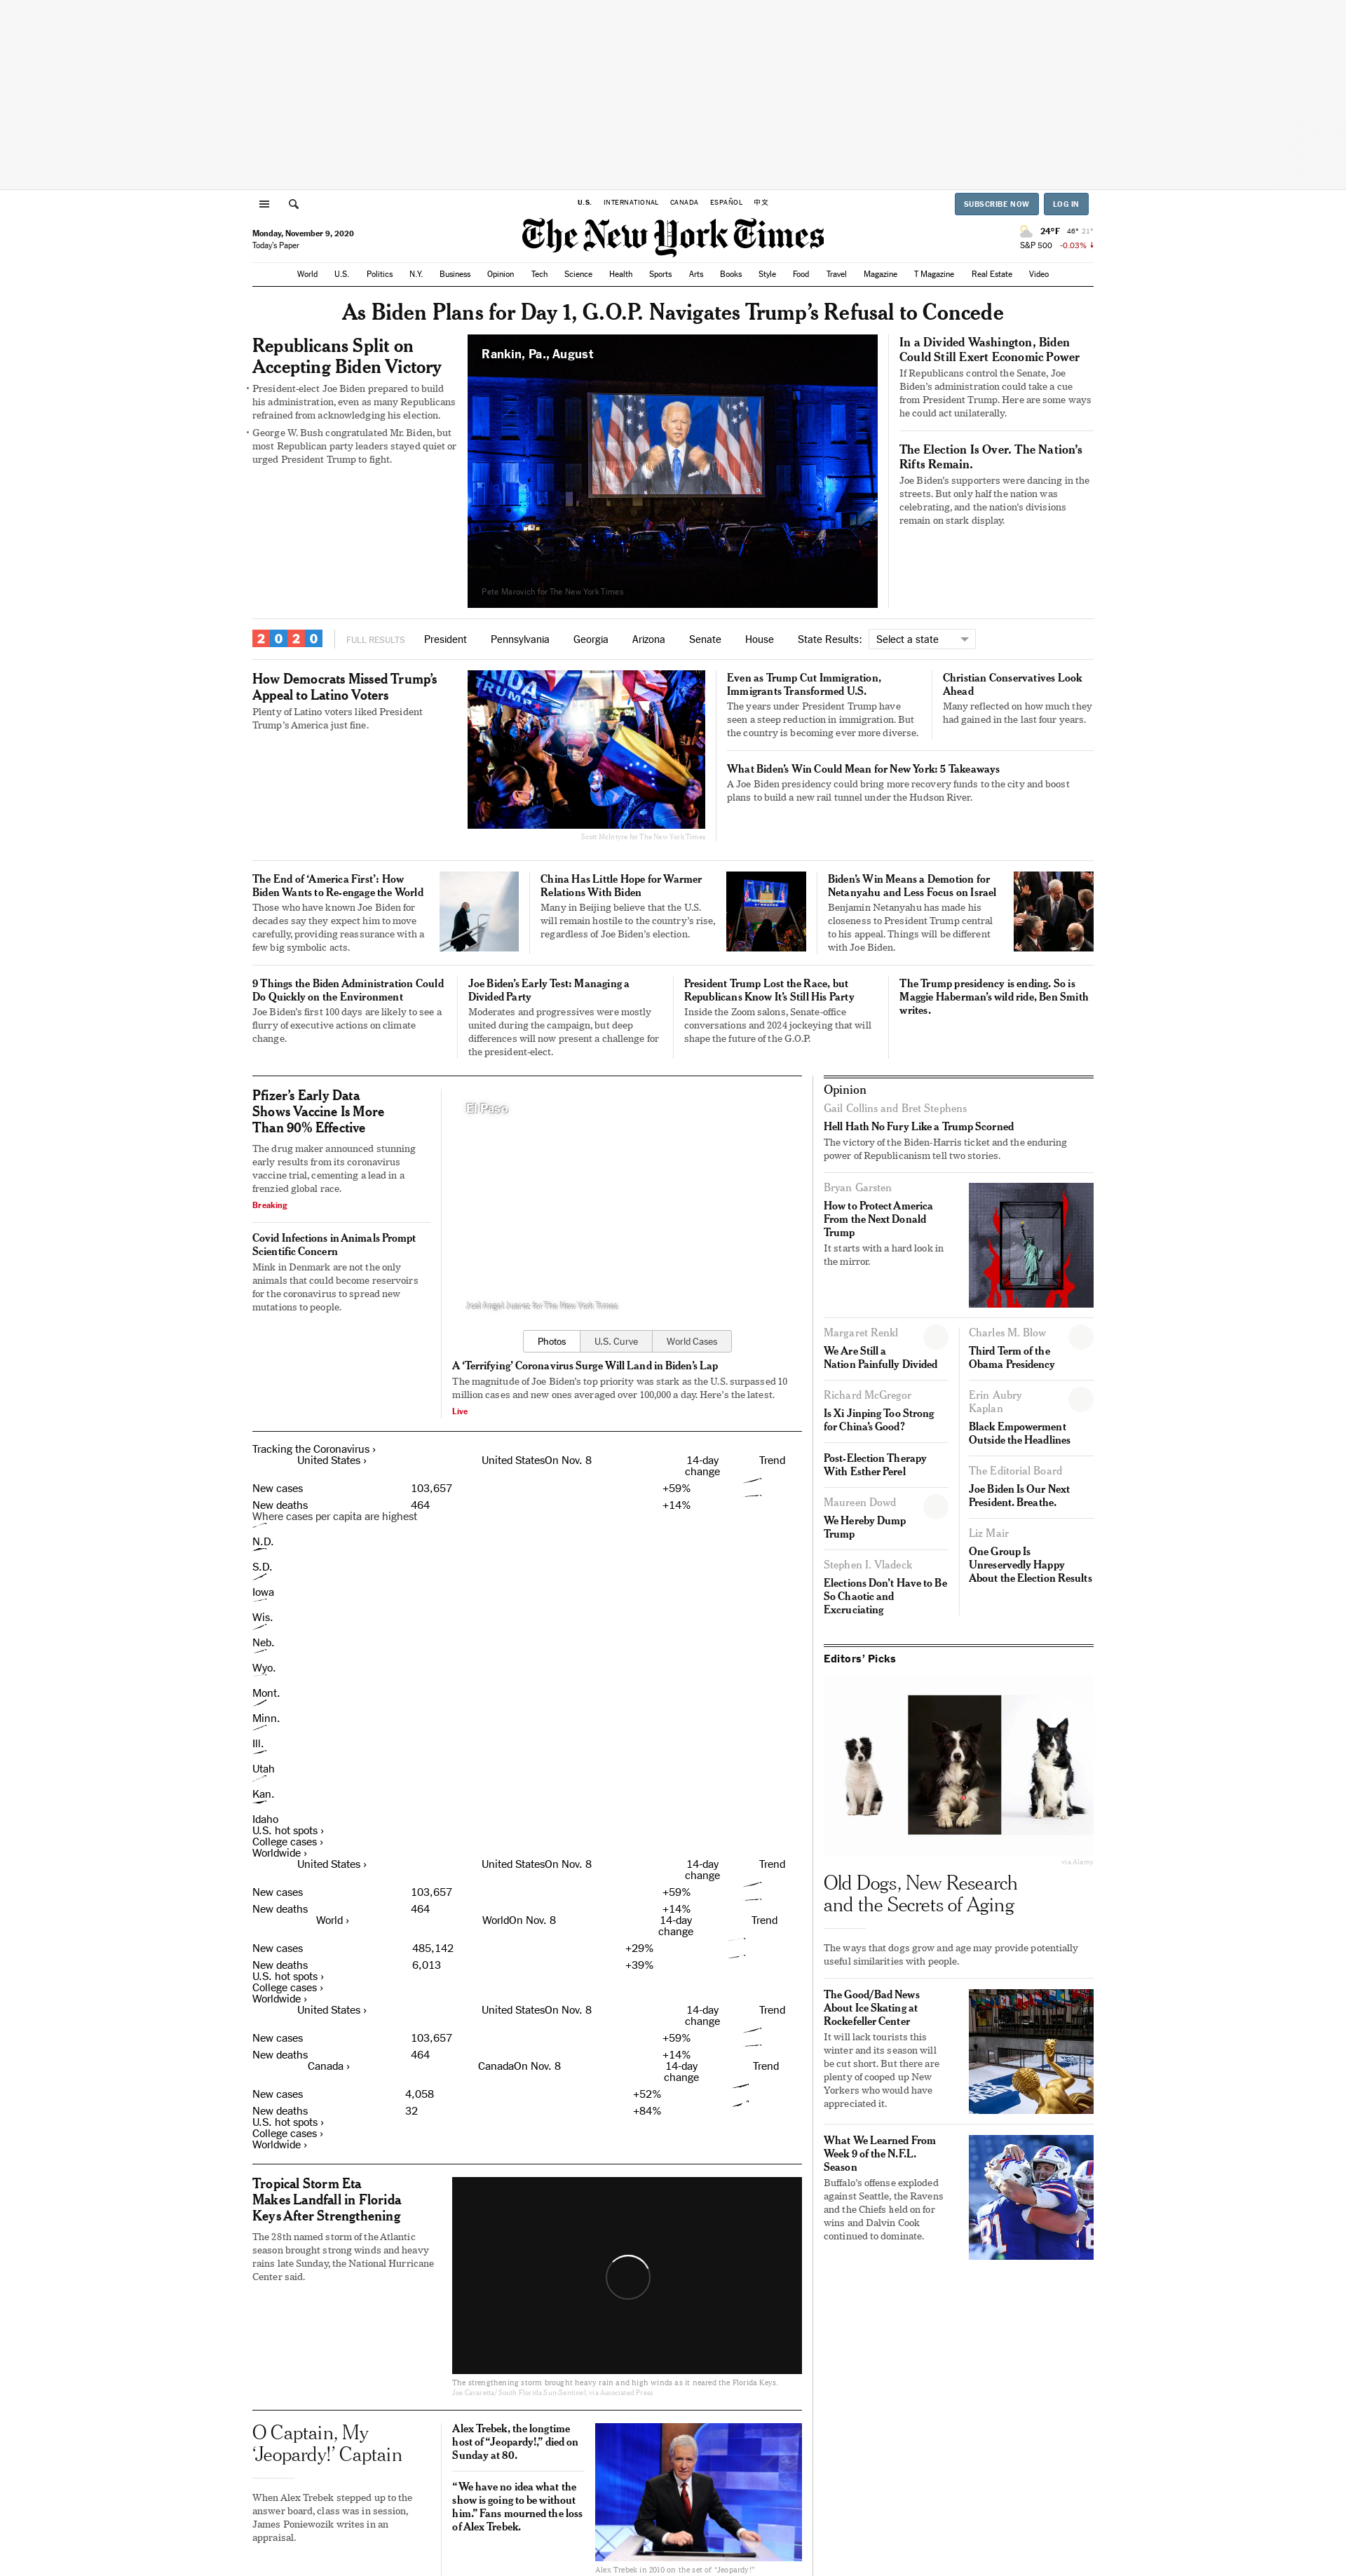 U.S. INTERNATIONAL CANADA ESPAÑOL 中文
SUBSCRIBE NOW LOG IN
Monday, November 9, 2020
Today's Paper
The New York Times
24°F 46° 21°
S&P 500 -0.03%
World U.S. Politics N.Y. Business Opinion Tech Science Health Sports Arts Books Style Food Travel Magazine T Magazine Real Estate Video
As Biden Plans for Day 1, G.O.P. Navigates Trump's Refusal to Concede
Republicans Split on
Accepting Biden Victory
President-elect Joe Biden prepared to build
his administration, even as many Republicans
refrained from acknowledging his election.
George W. Bush congratulated Mr. Biden, but
most Republican party leaders stayed quiet or
urged President Trump to fight.
Rankin, Pa., August
Pete Marovich for The New York Times
In a Divided Washington, Biden
Could Still Exert Economic Power
If Republicans control the Senate, Joe
Biden's administration could take a cue
from President Trump. Here are some ways
he could act unilaterally.
The Election Is Over. The Nation's
Rifts Remain.
Joe Biden's supporters were dancing in the
streets. But only half the nation was
celebrating, and the nation's divisions
remain on stark display.
2020 FULL RESULTS President Pennsylvania Georgia Arizona Senate House State Results: Select a state
How Democrats Missed Trump's
Appeal to Latino Voters
Plenty of Latino voters liked President
Trump's America just fine.
TRUMP
Scott McIntyre for The New York Times
Even as Trump Cut Immigration,
Immigrants Transformed U.S.
The years under President Trump have
seen a steep reduction in immigration. But
the country is becoming ever more diverse.
Christian Conservatives Look
Ahead
Many reflected on how much they
had gained in the last four years.
What Biden's Win Could Mean for New York: 5 Takeaways
A Joe Biden presidency could bring more recovery funds to the city and boost
plans to build a new rail tunnel under the Hudson River.
The End of 'America First': How
Biden Wants to Re-engage the World
Those who have known Joe Biden for
decades say they expect him to move
carefully, providing reassurance with a
few big symbolic acts.
China Has Little Hope for Warmer
Relations With Biden
Many in Beijing believe that the U.S.
will remain hostile to the country's rise,
regardless of Joe Biden's election.
Biden's Win Means a Demotion for
Netanyahu and Less Focus on Israel
Benjamin Netanyahu has made his
closeness to President Trump central
to his appeal. Things will be different
with Joe Biden.
9 Things the Biden Administration Could
Do Quickly on the Environment
Joe Biden's first 100 days are likely to see a
flurry of executive actions on climate
change.
Joe Biden's Early Test: Managing a
Divided Party
Moderates and progressives were mostly
united during the campaign, but deep
differences will now present a challenge for
the president-elect.
President Trump Lost the Race, but
Republicans Know It's Still His Party
Inside the Zoom salons, Senate-office
conversations and 2024 jockeying that will
shape the future of the G.O.P.
The Trump presidency is ending. So is
Maggie Haberman's wild ride, Ben Smith
writes.
Pfizer's Early Data
Shows Vaccine Is More
Than 90% Effective
The drug maker announced stunning
early results from its coronavirus
vaccine trial, cementing a lead in a
frenzied global race.
Breaking
Covid Infections in Animals Prompt
Scientific Concern
Mink in Denmark are not the only
animals that could become reservoirs
for the coronavirus to spread new
mutations to people.
El Paso
Joel Angel Juarez for The New York Times
Photos U.S. Curve World Cases
A 'Terrifying' Coronavirus Surge Will Land in Biden's Lap
The magnitude of Joe Biden's top priority was stark as the U.S. surpassed 10
million cases and new ones averaged over 100,000 a day. Here's the latest.
Live
Tracking the Coronavirus ›
United States › United StatesOn Nov. 8 14-day
change Trend
New cases 103,657 +59%
New deaths 464 +14%
Where cases per capita are highest
N.D.
S.D.
Iowa
Wis.
Neb.
Wyo.
Mont.
Minn.
Ill.
Utah
Kan.
Idaho
U.S. hot spots ›
College cases ›
Worldwide ›
United States › United StatesOn Nov. 8 14-day
change Trend
New cases 103,657 +59%
New deaths 464 +14%
World › WorldOn Nov. 8 14-day
change Trend
New cases 485,142 +29%
New deaths 6,013 +39%
U.S. hot spots ›
College cases ›
Worldwide ›
United States › United StatesOn Nov. 8 14-day
change Trend
New cases 103,657 +59%
New deaths 464 +14%
Canada › CanadaOn Nov. 8 14-day
change Trend
New cases 4,058 +52%
New deaths 32 +84%
U.S. hot spots ›
College cases ›
Worldwide ›
Tropical Storm Eta
Makes Landfall in Florida
Keys After Strengthening
The 28th named storm of the Atlantic
season brought strong winds and heavy
rains late Sunday, the National Hurricane
Center said.
The strengthening storm brought heavy rain and high winds as it neared the Florida Keys.
Joe Cavaretta/South Florida Sun-Sentinel, via Associated Press
O Captain, My
'Jeopardy!' Captain
When Alex Trebek stepped up to the
answer board, class was in session,
James Poniewozik writes in an
appraisal.
Alex Trebek, the longtime
host of "Jeopardy!," died on
Sunday at 80.
"We have no idea what the
show is going to be without
him." Fans mourned the loss
of Alex Trebek.
Alex Trebek in 2010 on the set of "Jeopardy!"
Opinion
Gail Collins and Bret Stephens
Hell Hath No Fury Like a Trump Scorned
The victory of the Biden-Harris ticket and the enduring
power of Republicanism tell two stories.
Bryan Garsten
How to Protect America
From the Next Donald
Trump
It starts with a hard look in
the mirror.
Margaret Renkl
We Are Still a
Nation Painfully Divided
Richard McGregor
Is Xi Jinping Too Strong
for China's Good?
Post-Election Therapy
With Esther Perel
Maureen Dowd
We Hereby Dump
Trump
Stephen I. Vladeck
Elections Don't Have to Be
So Chaotic and
Excruciating
Charles M. Blow
Third Term of the
Obama Presidency
Erin Aubry
Kaplan
Black Empowerment
Outside the Headlines
The Editorial Board
Joe Biden Is Our Next
President. Breathe.
Liz Mair
One Group Is
Unreservedly Happy
About the Election Results
Editors' Picks
via Alamy
Old Dogs, New Research
and the Secrets of Aging
The ways that dogs grow and age may provide potentially
useful similarities with people.
The Good/Bad News
About Ice Skating at
Rockefeller Center
It will lack tourists this
winter and its season will
be cut short. But there are
plenty of cooped up New
Yorkers who would have
appreciated it.
What We Learned From
Week 9 of the N.F.L.
Season
Buffalo's offense exploded
against Seattle, the Ravens
and the Chiefs held on for
wins and Dalvin Cook
continued to dominate.